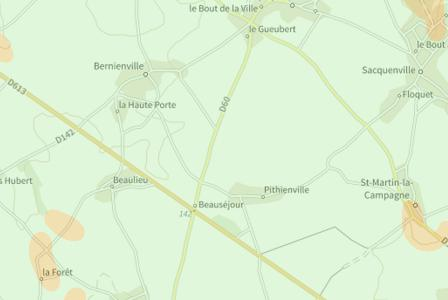 le Bout de la Ville
le Gueubert
le Bout
Bernienville
Sacquenville
D613
Floquet
la Haute Porte
D60
D142
s Hubert
Beaulieu
St-Martin-la-
Campagne
Pithienville
Beauséjour
142
D
la Forêt